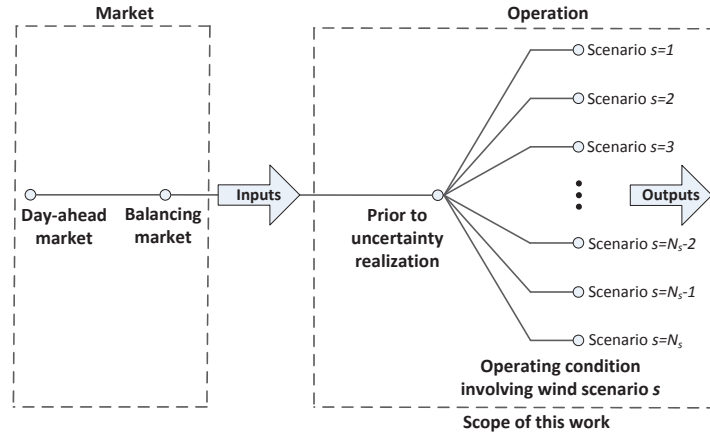 Market
Operation
Scenario s=1
Scenario s=2
Scenario s=3
Inputs
Outputs
Day-ahead
market
Balancing
market
Prior to
uncertainty
realization
Scenario s=Nₛ-2
Scenario s=Nₛ-1
Scenario s=Nₛ
Operating condition
involving wind scenario s
Scope of this work